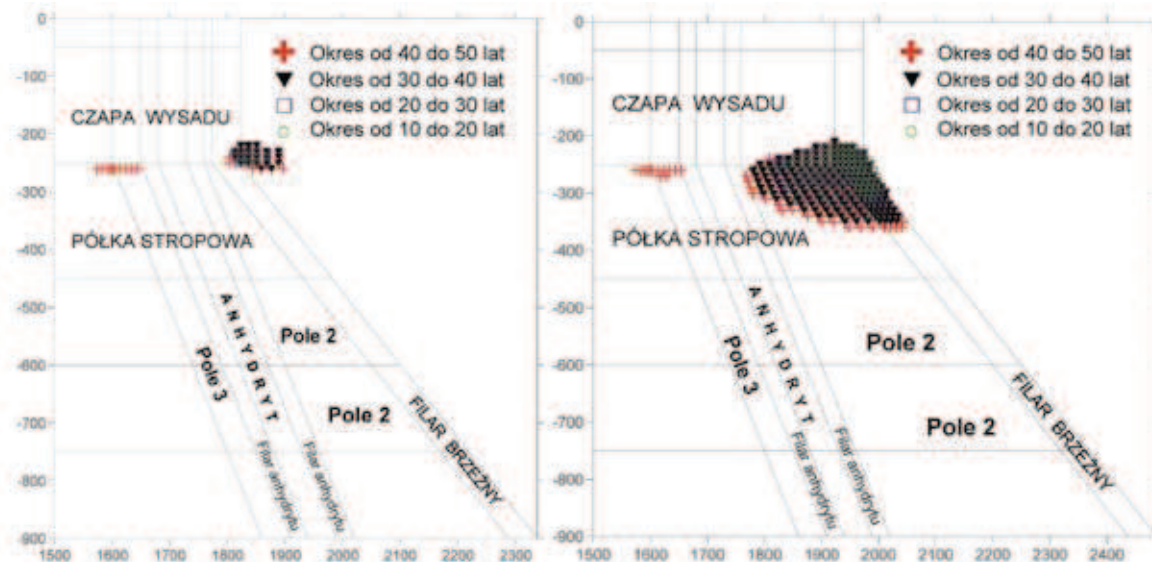 0
-100
-200
-300
-400
-500
-600
-700
-800
-900
1500 1600 1700 1800 1900 2000 2100 2200 2300
Okres od 40 do 50 lat
Okres od 30 do 40 lat
Okres od 20 do 30 lat
Okres od 10 do 20 lat
CZAPA WYSADU
PÓŁKA STROPOWA
ANHYDRYT
Pole 2
Pole 3
Pole 2
FILAR BRZEŻNY
Filar anhydrytu
Filar anhydrytu
0
-100
-200
-300
-400
-500
-600
-700
-800
-900
1500 1600 1700 1800 1900 2000 2100 2200 2300 2400
Okres od 40 do 50 lat
Okres od 30 do 40 lat
Okres od 20 do 30 lat
Okres od 10 do 20 lat
CZAPA WYSADU
PÓŁKA STROPOWA
ANHYDRYT
Pole 2
Pole 3
Pole 2
FILAR BRZEŻNY
Filar anhydrytu
Filar anhydrytu